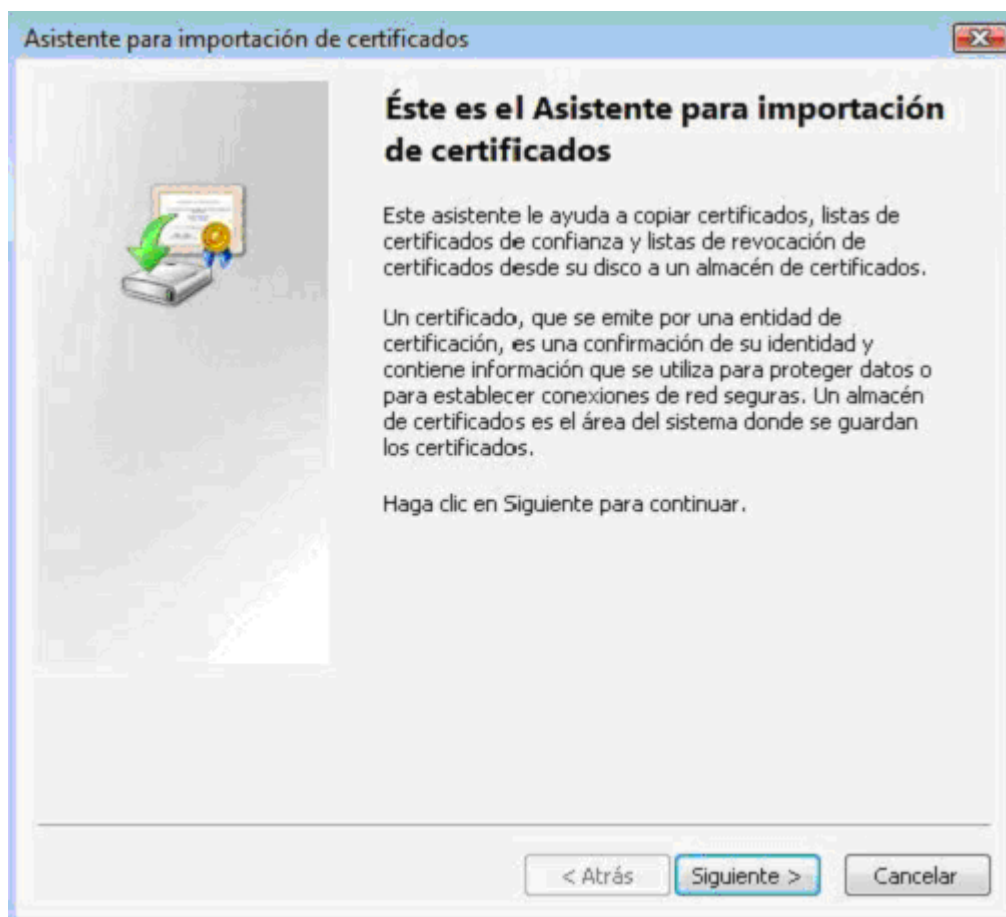 Asistente para importación de certificados
Éste es el Asistente para importación
de certificados
Este asistente le ayuda a copiar certificados, listas de
certificados de confianza y listas de revocación de
certificados desde su disco a un almacén de certificados.
Un certificado, que se emite por una entidad de
certificación, es una confirmación de su identidad y
contiene información que se utiliza para proteger datos o
para establecer conexiones de red seguras. Un almacén
de certificados es el área del sistema donde se guardan
los certificados.
Haga clic en Siguiente para continuar.
< Atrás
Siguiente >
Cancelar